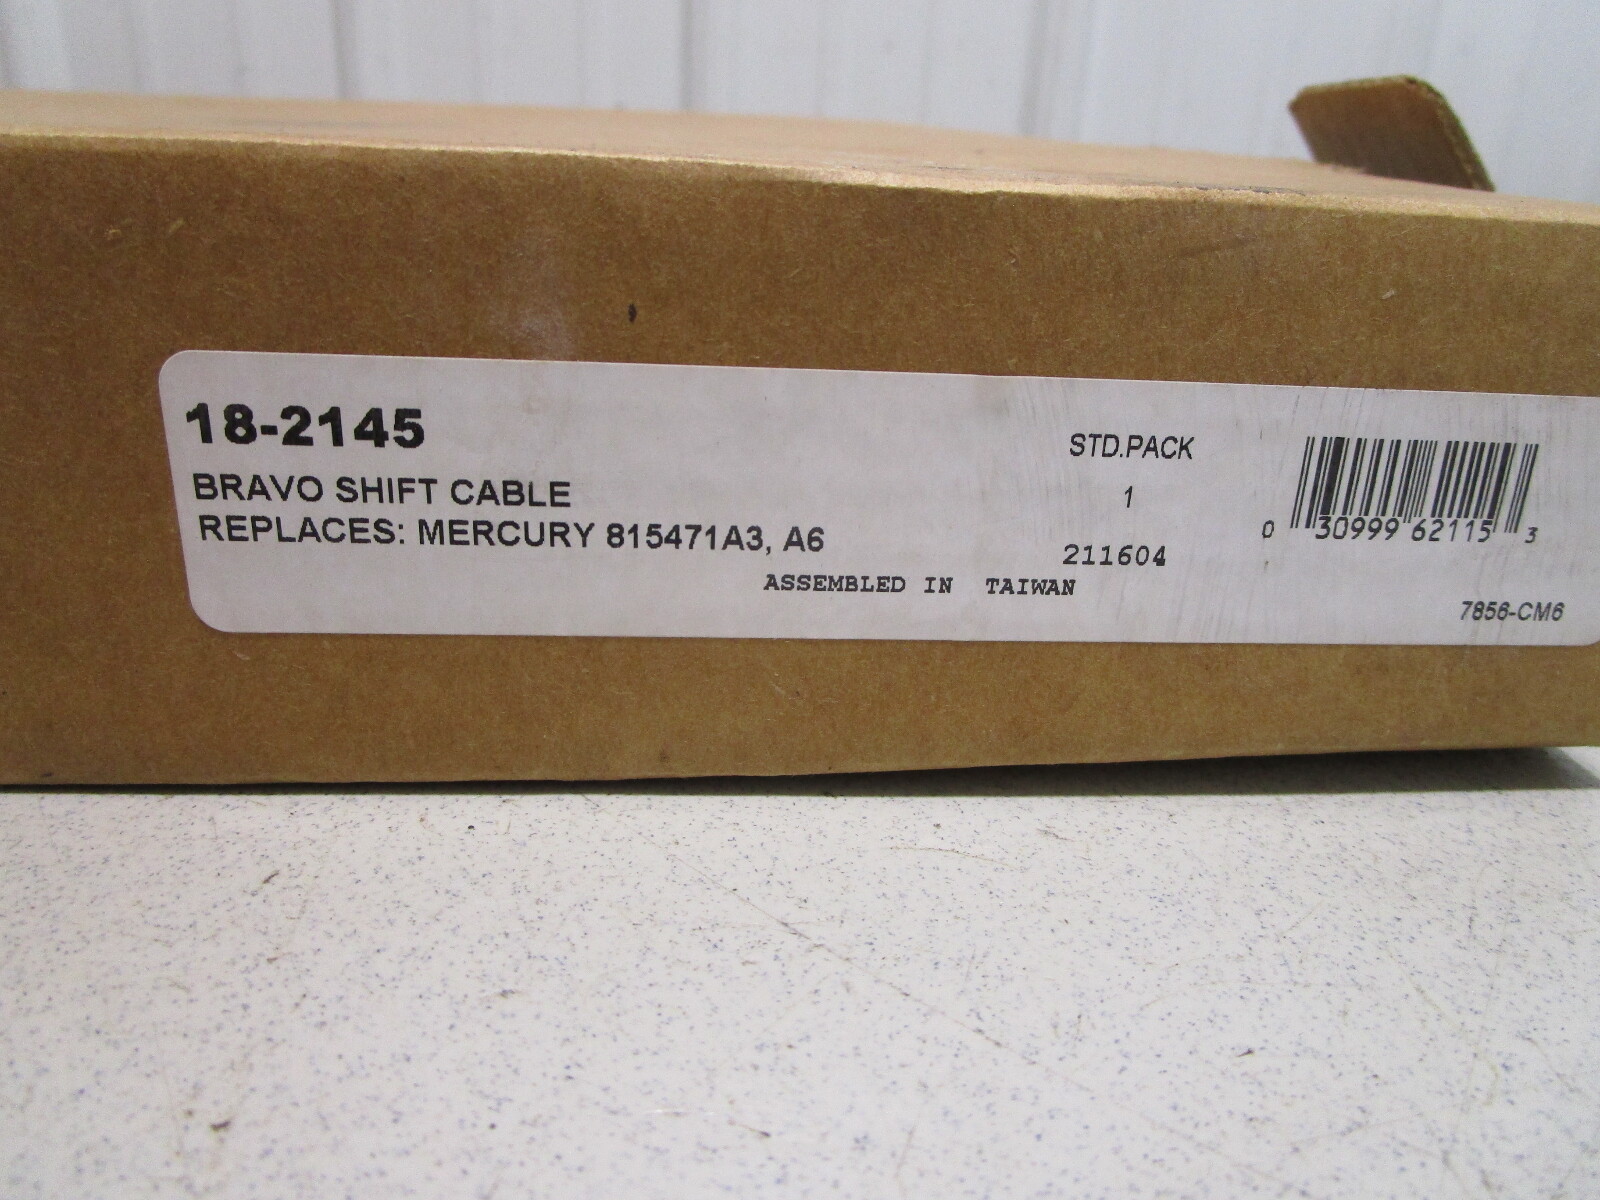 18-2145
BRAVO SHIFT CABLE
REPLACES: MERCURY 815471A3, A6
ASSEMBLED IN TAIWAN
STD.PACK
1
211604
0 30999 62115 3
7856-CM6